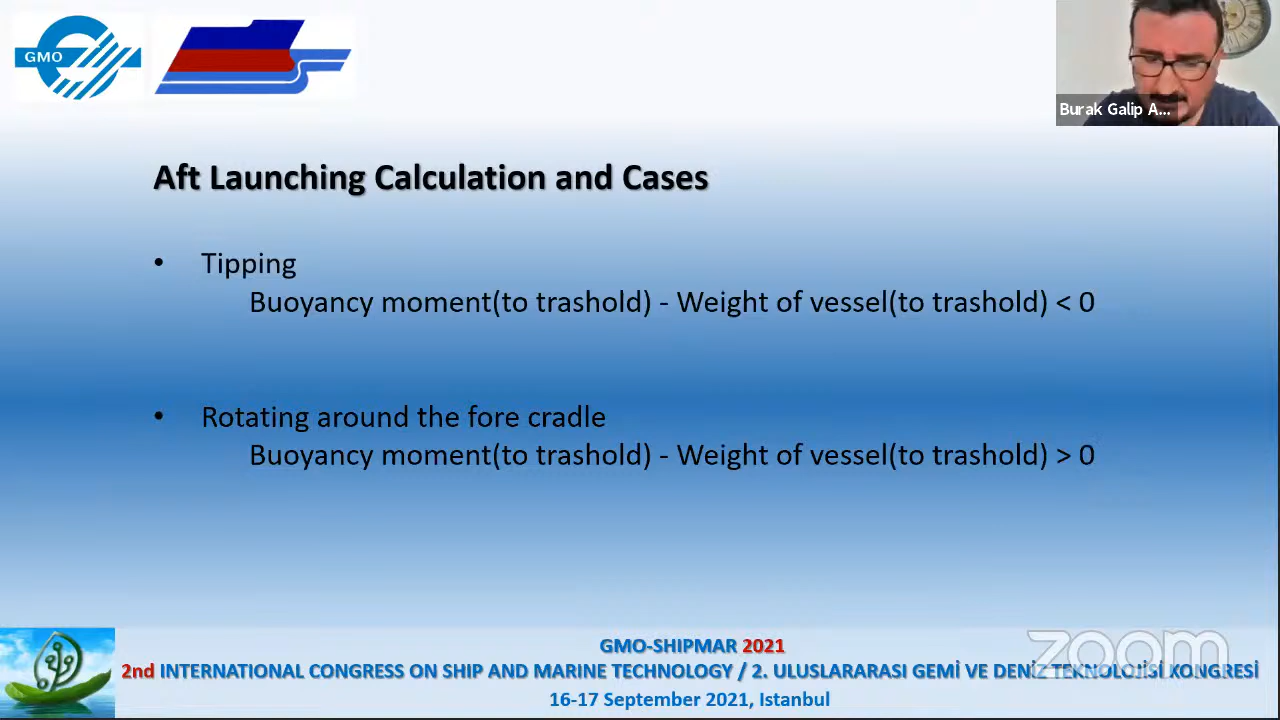 GMO
Burak Galip A...
Aft Launching Calculation and Cases
• Tipping
Buoyancy moment(to trashold) - Weight of vessel(to trashold) < 0
• Rotating around the fore cradle
Buoyancy moment(to trashold) - Weight of vessel(to trashold) > 0
GMO-SHIPMAR 2021
2nd INTERNATIONAL CONGRESS ON SHIP AND MARINE TECHNOLOGY / 2. ULUSLARARASI GEMİ VE DENİZ TEKNOLOJİSİ KONGRESİ
16-17 September 2021, Istanbul
zoom